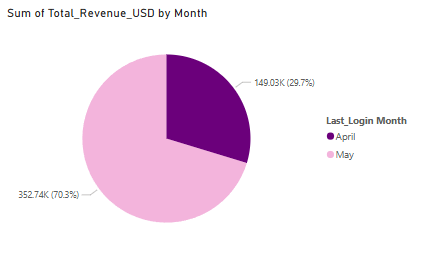 Sum of Total_Revenue_USD by Month
149.03K (29.7%)
Last_Login Month
April
May
352.74K (70.3%)